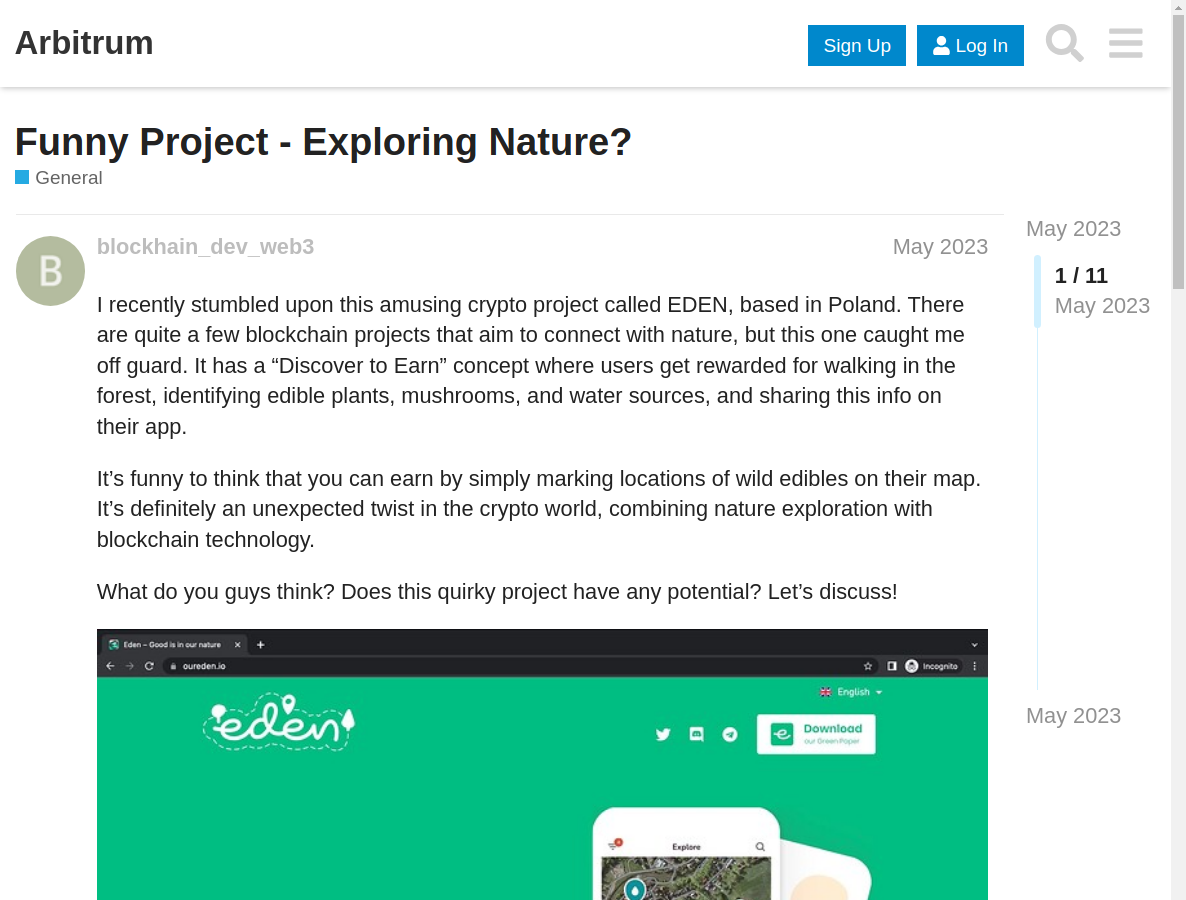 Arbitrum
Sign Up
Log In
Funny Project - Exploring Nature?
General
May 2023
blockhain_dev_web3
May 2023
1 / 11
May 2023
I recently stumbled upon this amusing crypto project called EDEN, based in Poland. There
are quite a few blockchain projects that aim to connect with nature, but this one caught me
off guard. It has a “Discover to Earn” concept where users get rewarded for walking in the
forest, identifying edible plants, mushrooms, and water sources, and sharing this info on
their app.
It’s funny to think that you can earn by simply marking locations of wild edibles on their map.
It’s definitely an unexpected twist in the crypto world, combining nature exploration with
blockchain technology.
What do you guys think? Does this quirky project have any potential? Let’s discuss!
B
Eden – Good is in our nature
oureden.io
Incognito
English
eden
Download
our Green Paper
May 2023
Explore